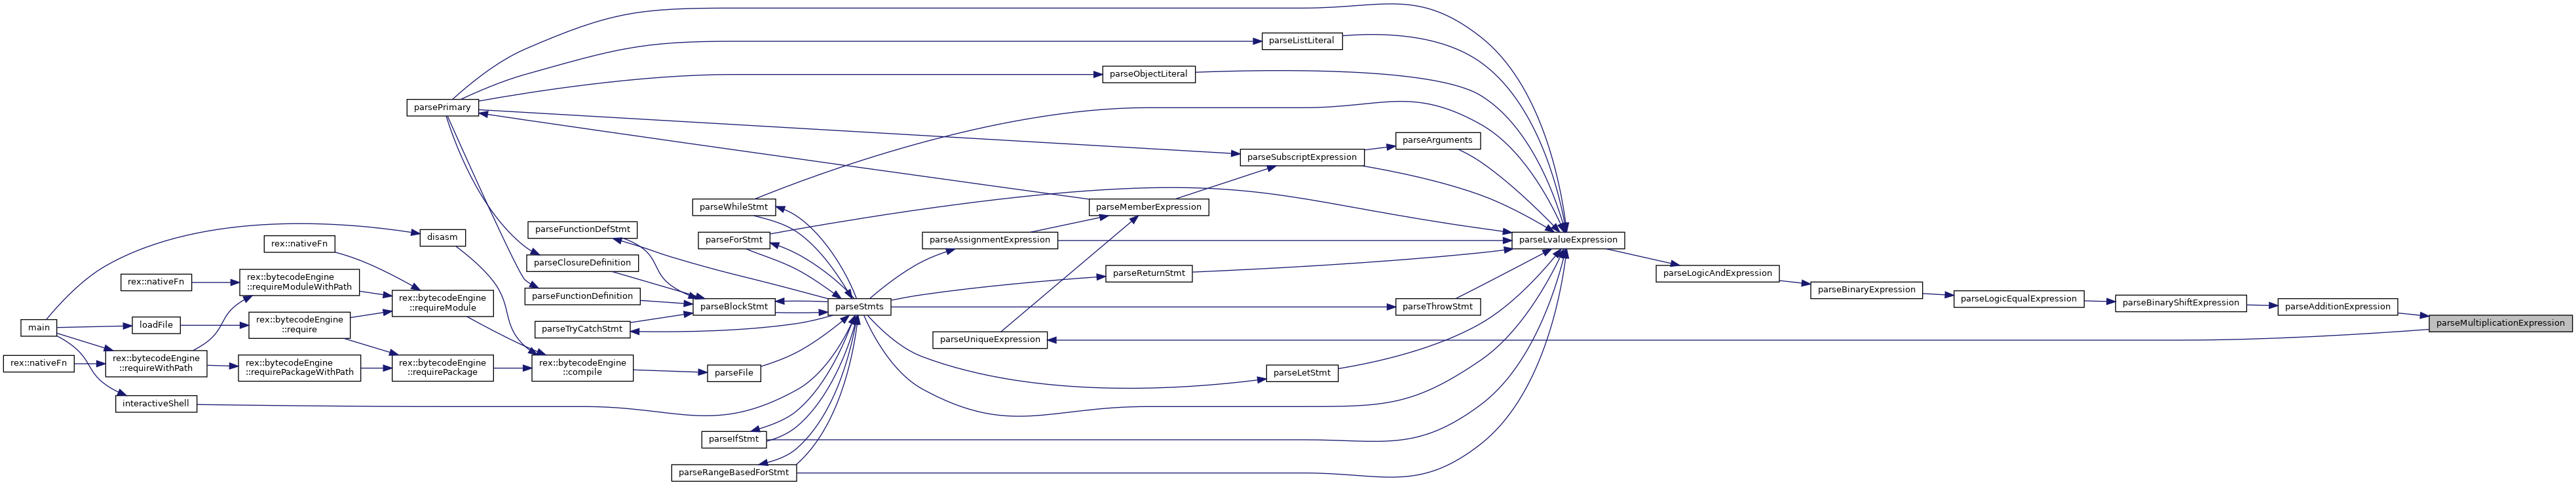 parseListLiteral
parseObjectLiteral
parsePrimary
parseArguments
parseSubscriptExpression
parseWhileStmt
parseMemberExpression
parseFunctionDefStmt
disasm
rex::nativeFn
parseForStmt
parseAssignmentExpression
parseLvalueExpression
parseClosureDefinition
parseLogicAndExpression
parseReturnStmt
rex::nativeFn
rex::bytecodeEngine
::requireModuleWithPath
parseBinaryExpression
parseFunctionDefinition
rex::bytecodeEngine
::requireModule
parseLogicEqualExpression
parseBinaryShiftExpression
parseBlockStmt
parseStmts
parseThrowStmt
parseAdditionExpression
main
loadFile
rex::bytecodeEngine
::require
parseTryCatchStmt
parseMultiplicationExpression
parseUniqueExpression
rex::nativeFn
rex::bytecodeEngine
::requireWithPath
rex::bytecodeEngine
::requirePackageWithPath
rex::bytecodeEngine
::requirePackage
rex::bytecodeEngine
::compile
parseFile
parseLetStmt
interactiveShell
parseIfStmt
parseRangeBasedForStmt